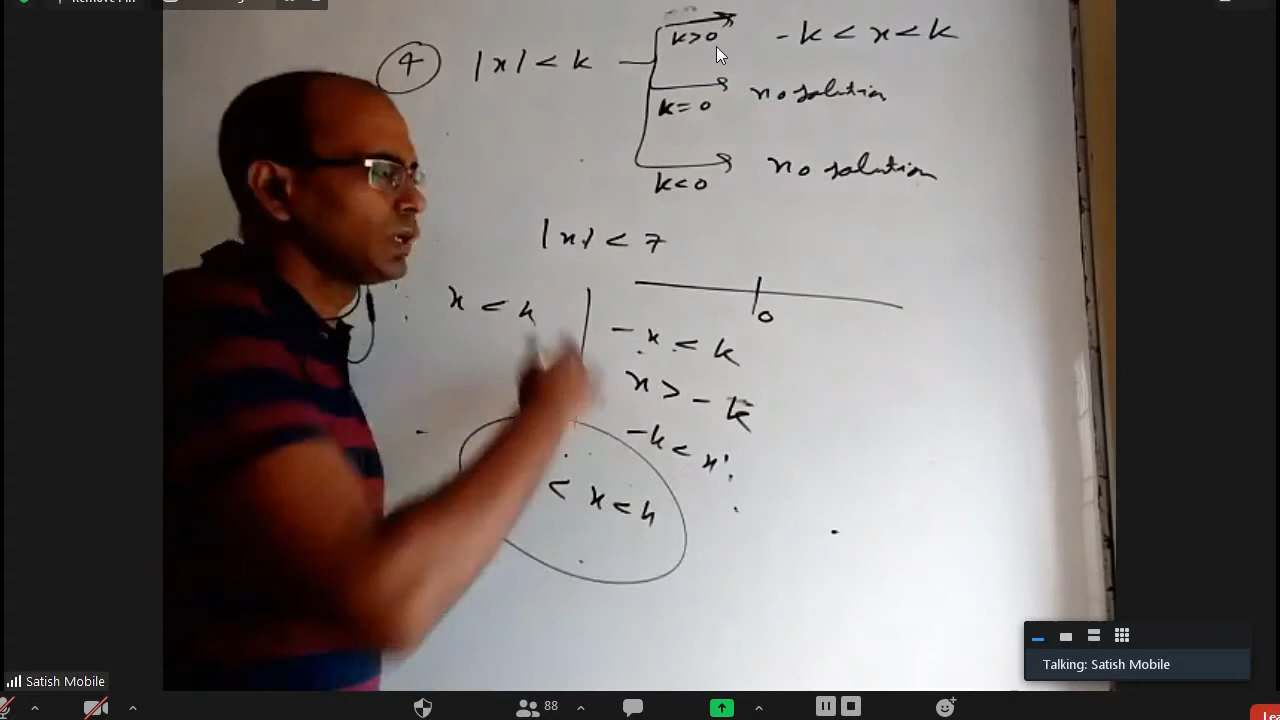 ④ |x| < k
k>0 -k < x < k
k=0 no solution
k<0 no solution
|x| < 7
0
x < k
-x < k
x > -k
-k < x
< x < k
Satish Mobile
88
Talking: Satish Mobile